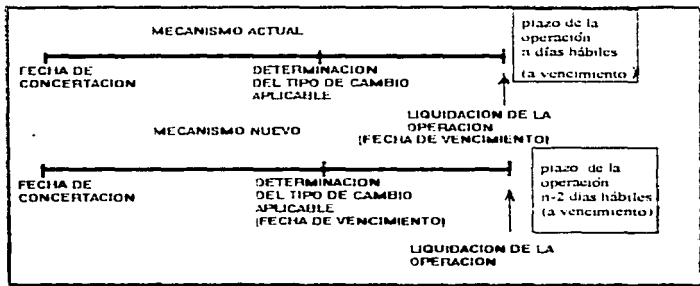 MECANISMO ACTUAL
plazo de la
operación
n días hábiles
(a vencimiento)
FECHA DE
CONCERTACION
DETERMINACION
DEL TIPO DE CAMBIO
APLICABLE
LIQUIDACION DE LA
OPERACION
(FECHA DE VENCIMIENTO)
MECANISMO NUEVO
FECHA DE
CONCERTACION
DETERMINACION
DEL TIPO DE CAMBIO
APLICABLE
(FECHA DE VENCIMIENTO)
plazo de la
operación
n-2 días hábiles
(a vencimiento)
LIQUIDACION DE LA
OPERACION